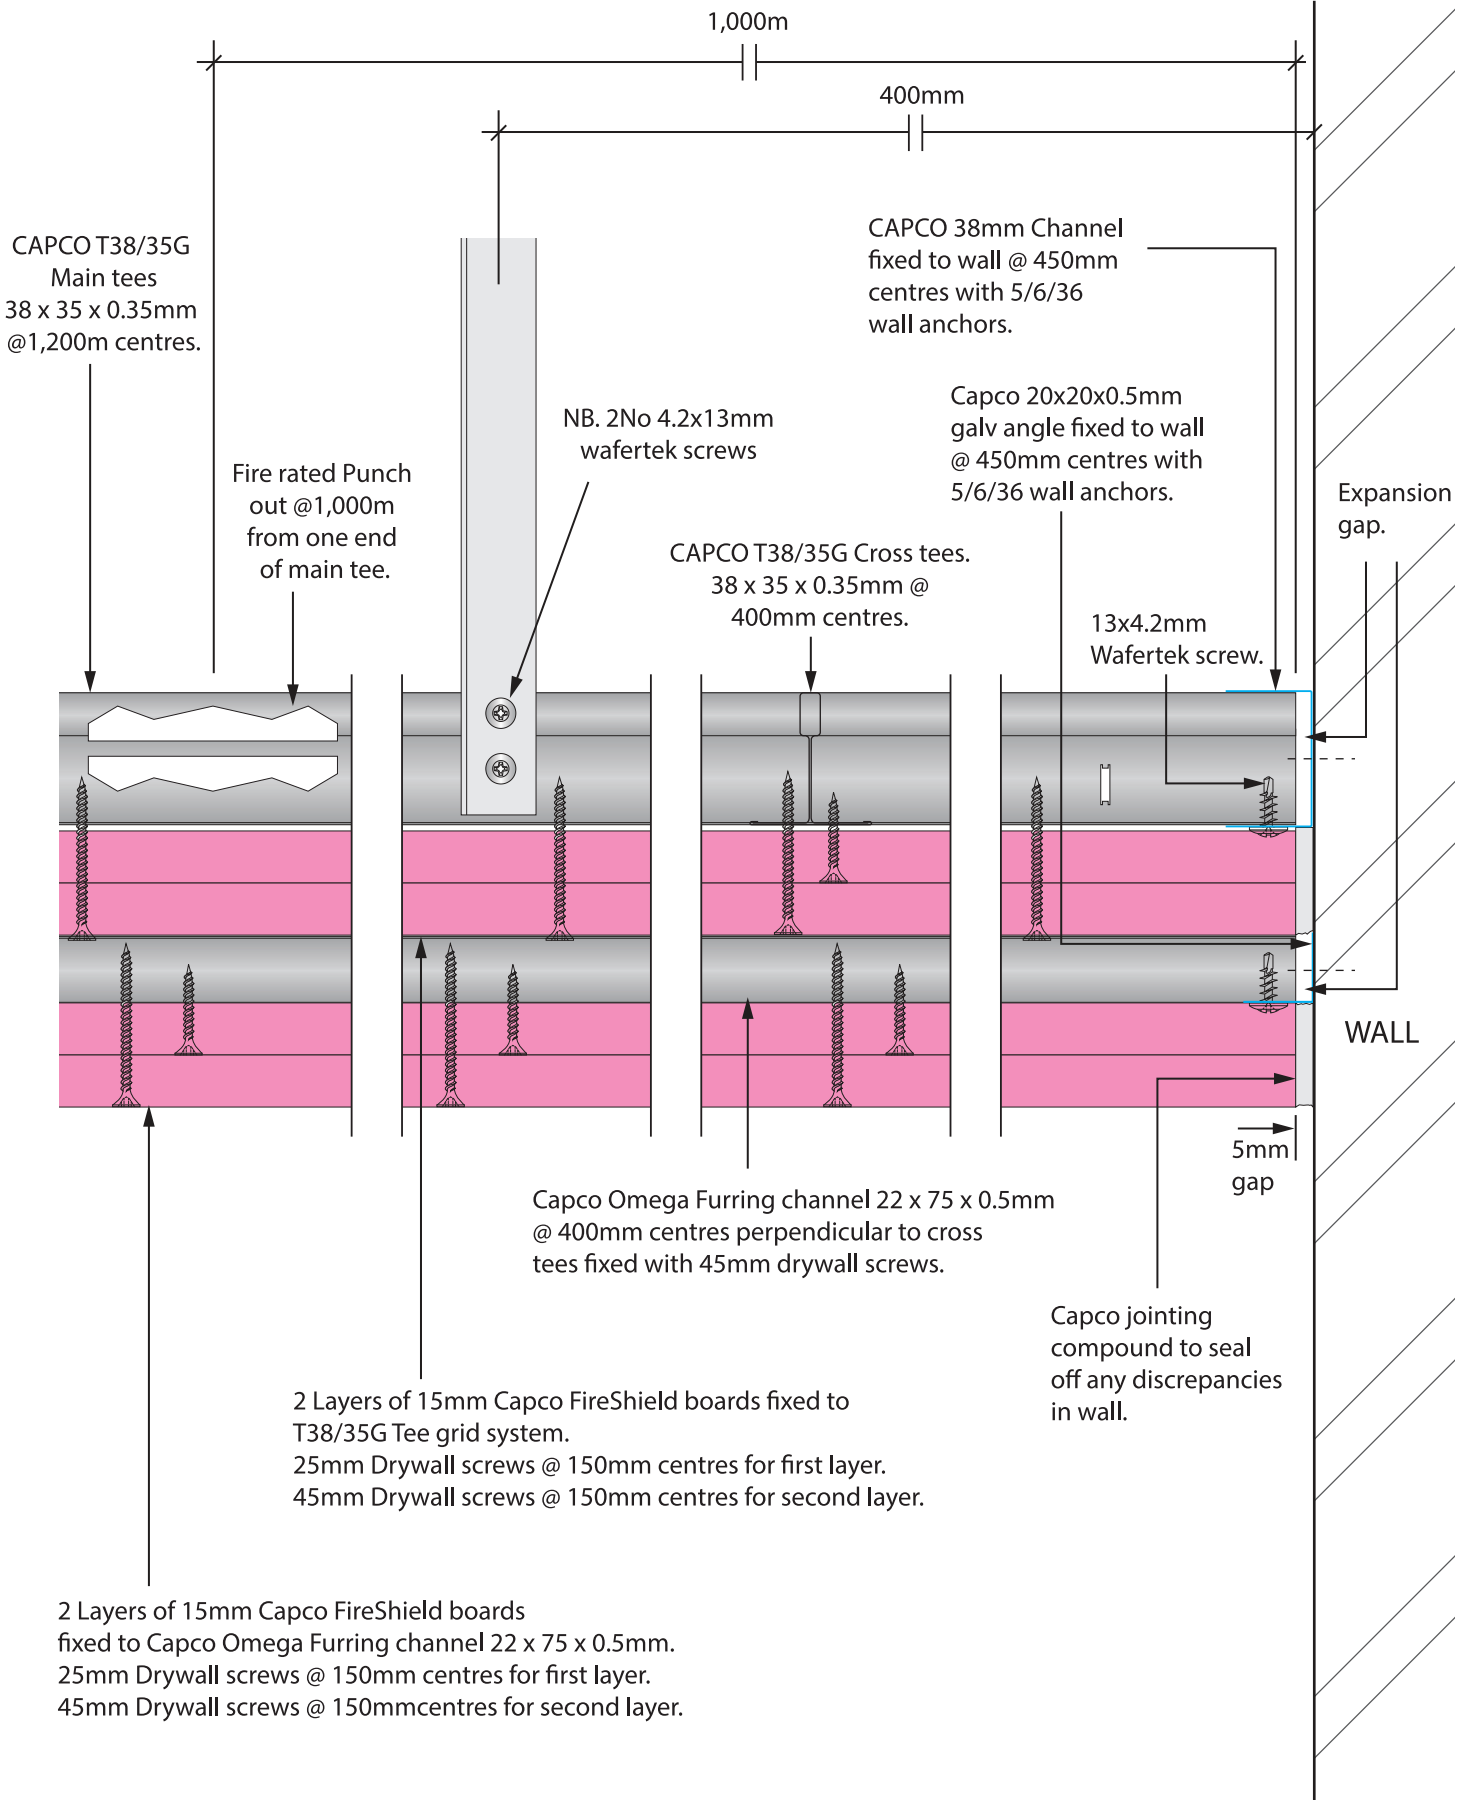 1,000m
400mm
CAPCO T38/35G
Main tees
38 x 35 x 0.35mm
@1,200m centres.
CAPCO 38mm Channel
fixed to wall @ 450mm
centres with 5/6/36
wall anchors.
Capco 20x20x0.5mm
galv angle fixed to wall
@ 450mm centres with
5/6/36 wall anchors.
NB. 2No 4.2x13mm
wafertek screws
Fire rated Punch
out @1,000m
from one end
of main tee.
Expansion
gap.
CAPCO T38/35G Cross tees.
38 x 35 x 0.35mm @
400mm centres.
13x4.2mm
Wafertek screw.
WALL
5mm
gap
Capco Omega Furring channel 22 x 75 x 0.5mm
@ 400mm centres perpendicular to cross
tees fixed with 45mm drywall screws.
Capco jointing
compound to seal
off any discrepancies
in wall.
2 Layers of 15mm Capco FireShield boards fixed to
T38/35G Tee grid system.
25mm Drywall screws @ 150mm centres for first layer.
45mm Drywall screws @ 150mm centres for second layer.
2 Layers of 15mm Capco FireShield boards
fixed to Capco Omega Furring channel 22 x 75 x 0.5mm.
25mm Drywall screws @ 150mm centres for first layer.
45mm Drywall screws @ 150mmcentres for second layer.